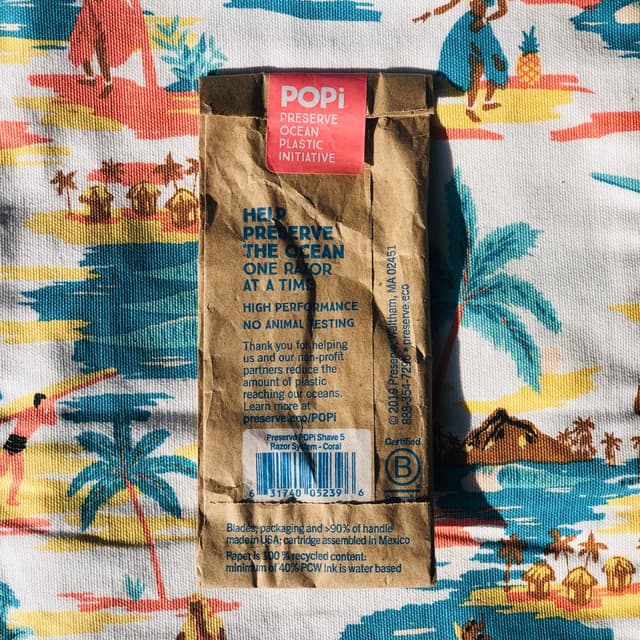 POPi
PRESERVE
OCEAN
PLASTIC
INITIATIVE
HELP
PRESERVE
THE OCEAN
ONE RAZOR
AT A TIME
HIGH PERFORMANCE
NO ANIMAL TESTING
Thank you for helping
us and our non-profit
partners reduce the
amount of plastic
reaching our oceans.
Learn more at
preserve.eco/POPi
© 2019 Preserve, Waltham, MA 02451
888-354-7296 • preserve.eco
Preserve POPi Shave 5
Razor System - Coral
6 31740 05239 6
Certified
B
Corporation
Blades, packaging and >90% of handle
made in USA; cartridge assembled in Mexico
Paper is 100% recycled content:
minimum of 40% PCW Ink is water based